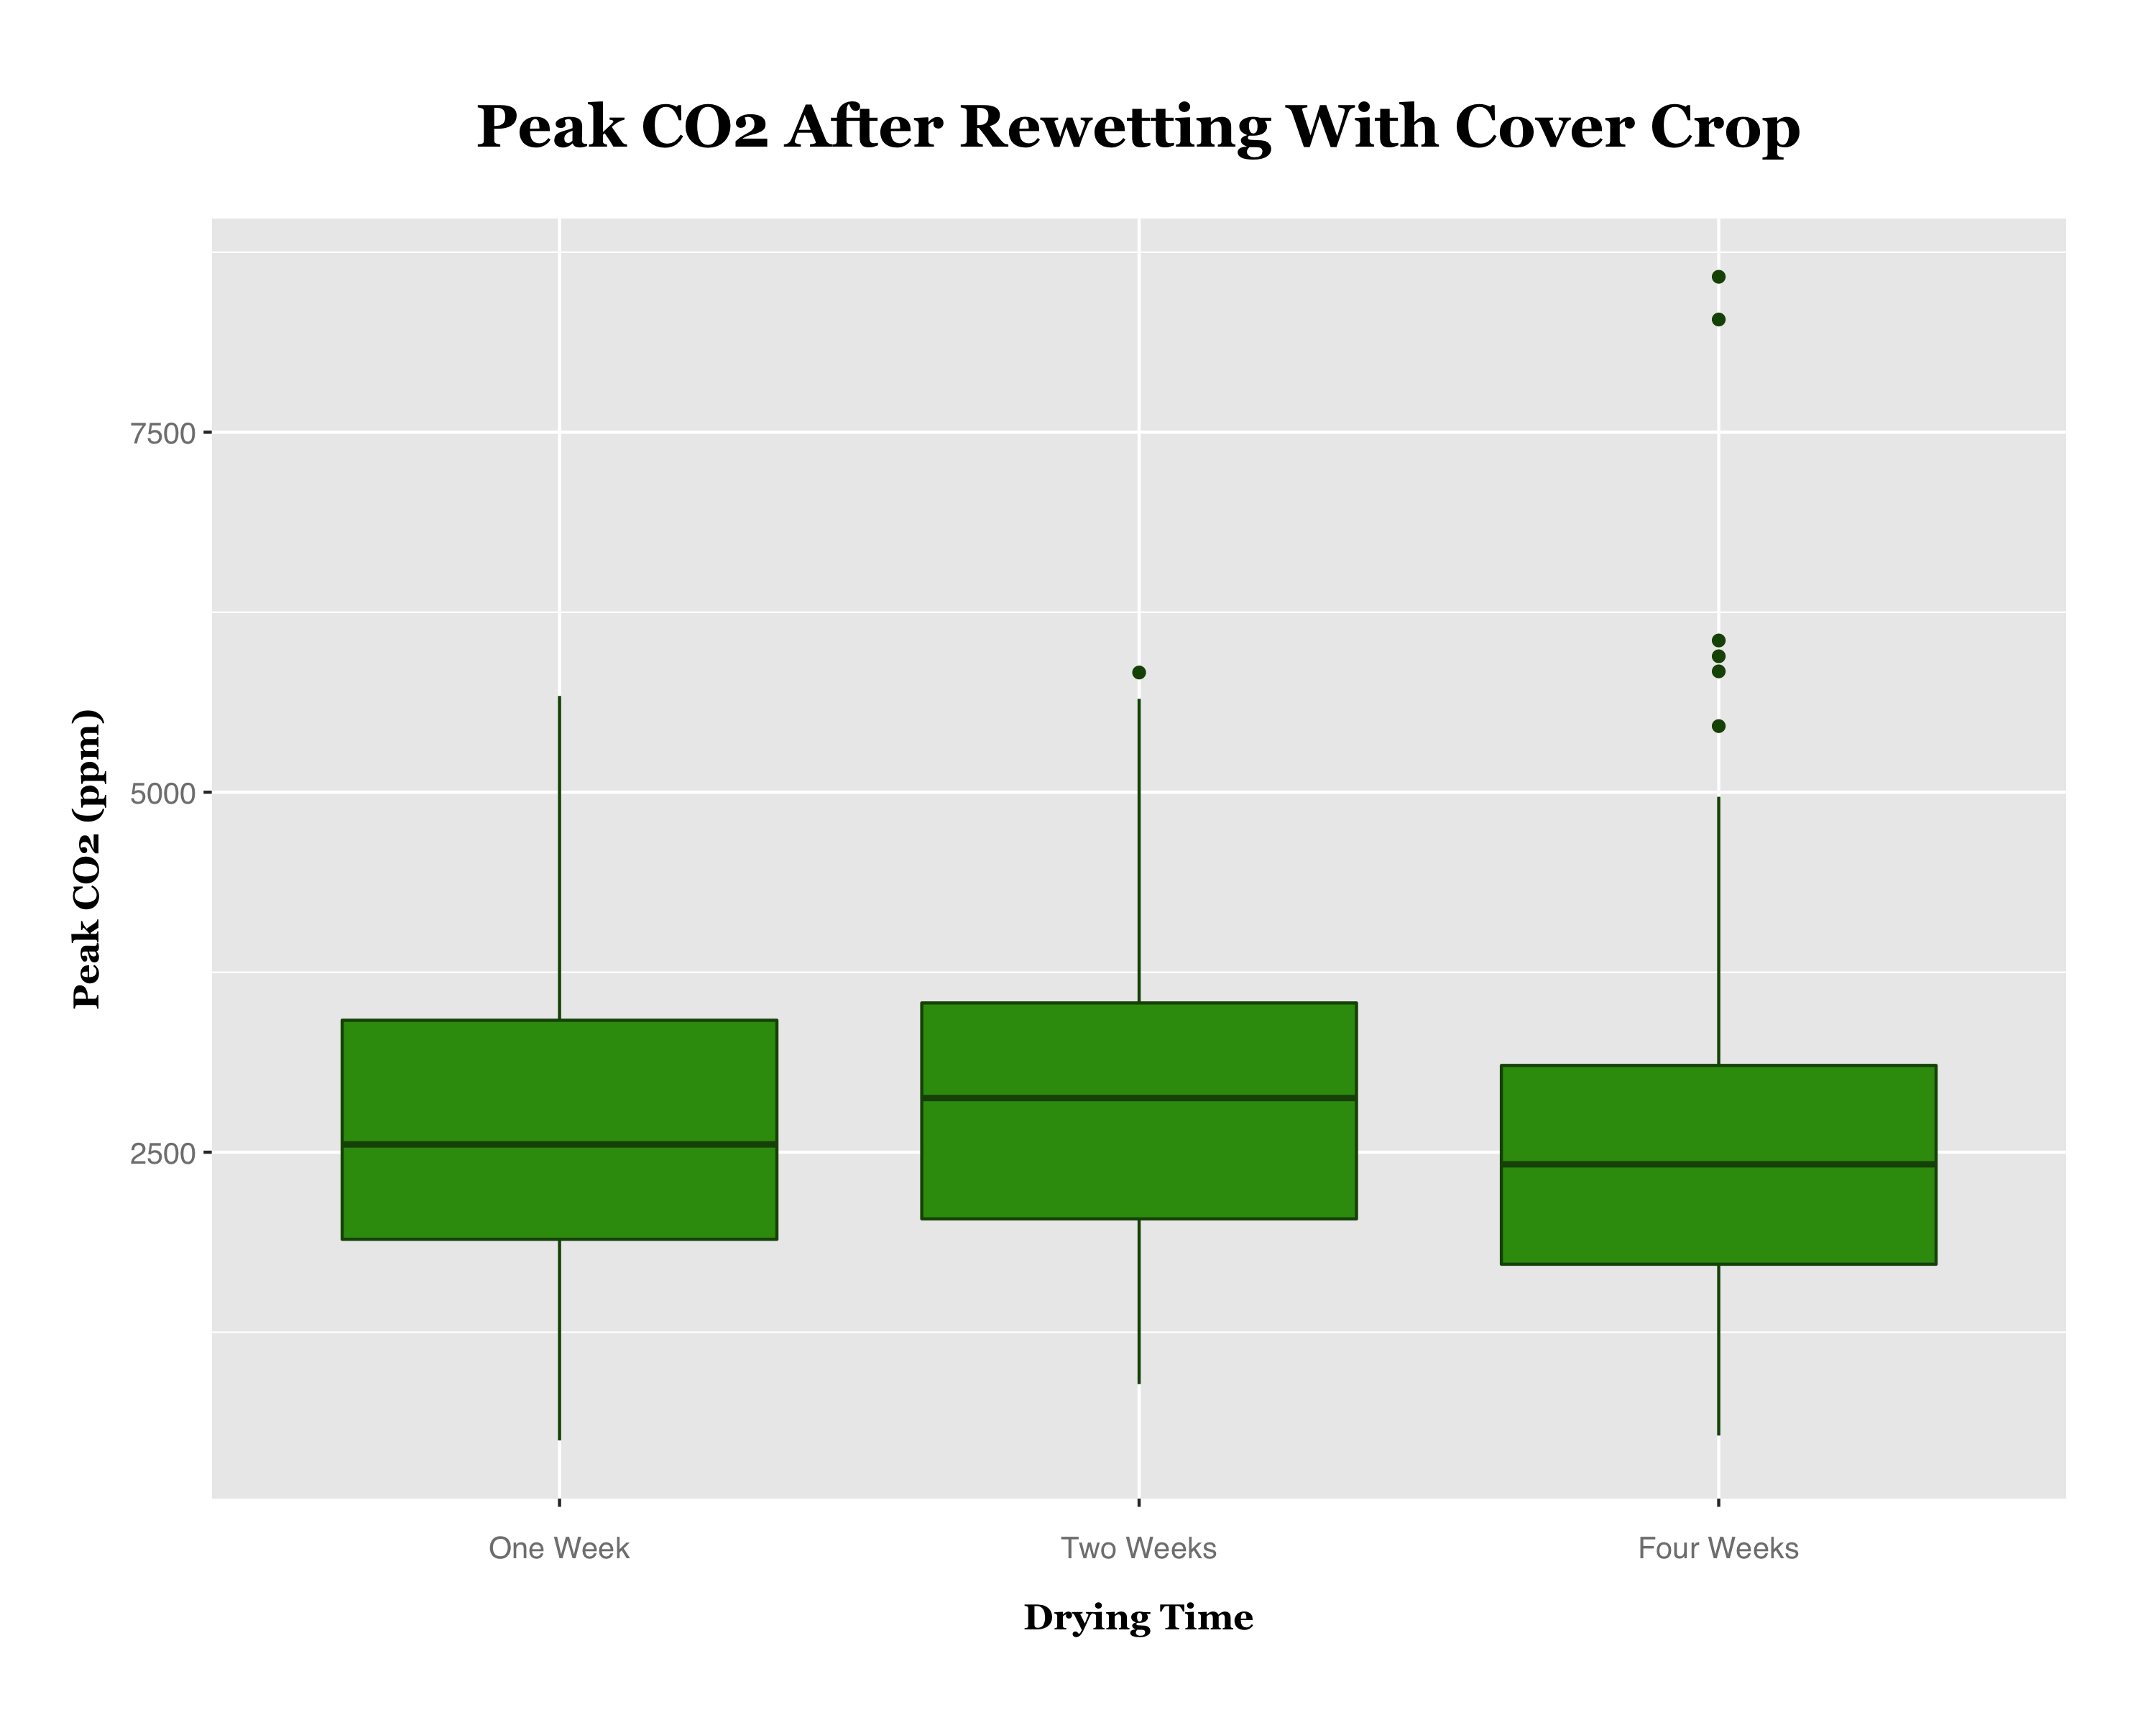 Peak CO2 After Rewetting With Cover Crop
Peak CO2 (ppm)
7500
5000
2500
One Week
Two Weeks
Four Weeks
Drying Time